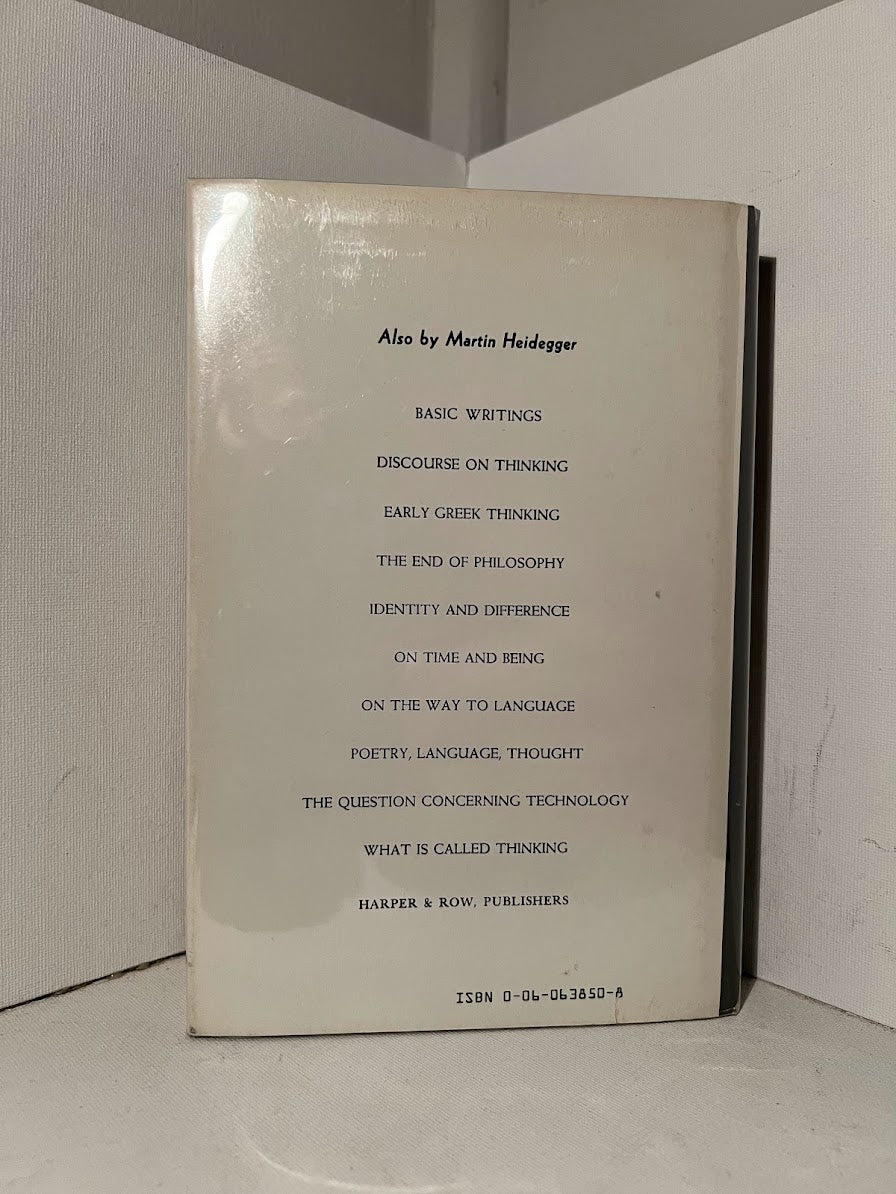 Also by Martin Heidegger
BASIC WRITINGS
DISCOURSE ON THINKING
EARLY GREEK THINKING
THE END OF PHILOSOPHY
IDENTITY AND DIFFERENCE
ON TIME AND BEING
ON THE WAY TO LANGUAGE
POETRY, LANGUAGE, THOUGHT
THE QUESTION CONCERNING TECHNOLOGY
WHAT IS CALLED THINKING
HARPER & ROW, PUBLISHERS
ISBN 0-06-063850-8